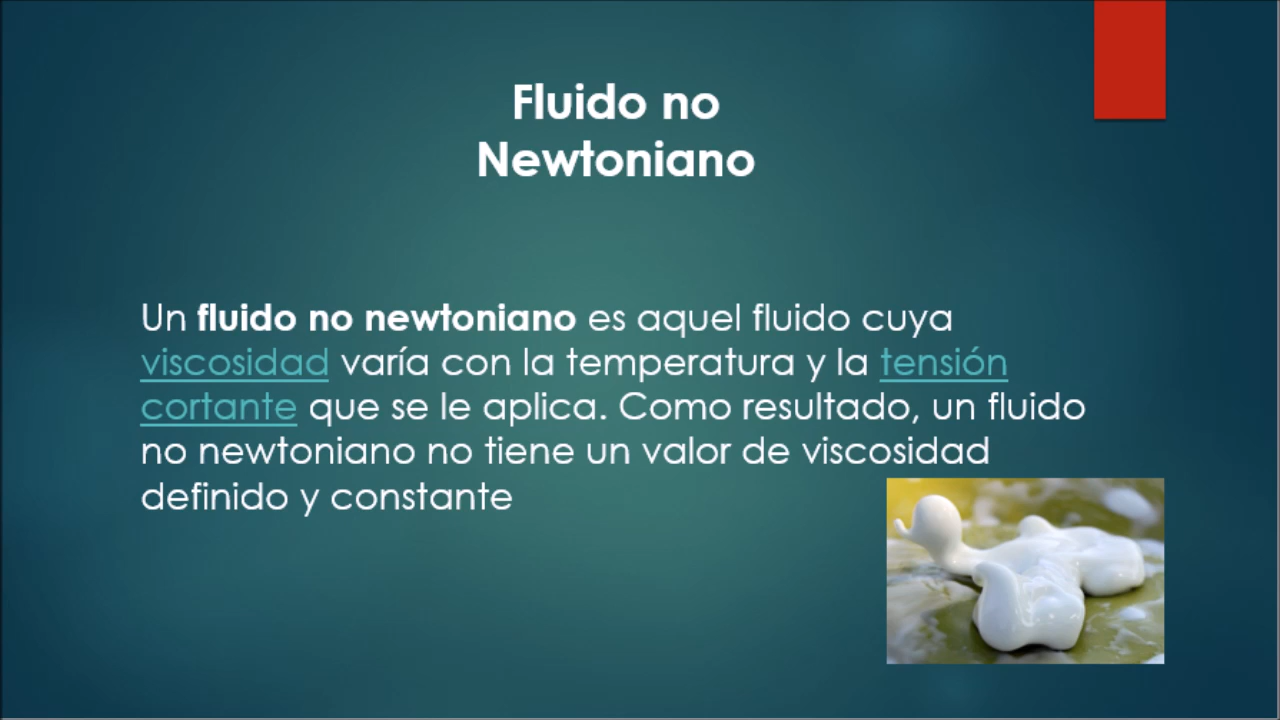 Fluido no
Newtoniano
Un fluido no newtoniano es aquel fluido cuya
viscosidad varía con la temperatura y la tensión
cortante que se le aplica. Como resultado, un fluido
no newtoniano no tiene un valor de viscosidad
definido y constante